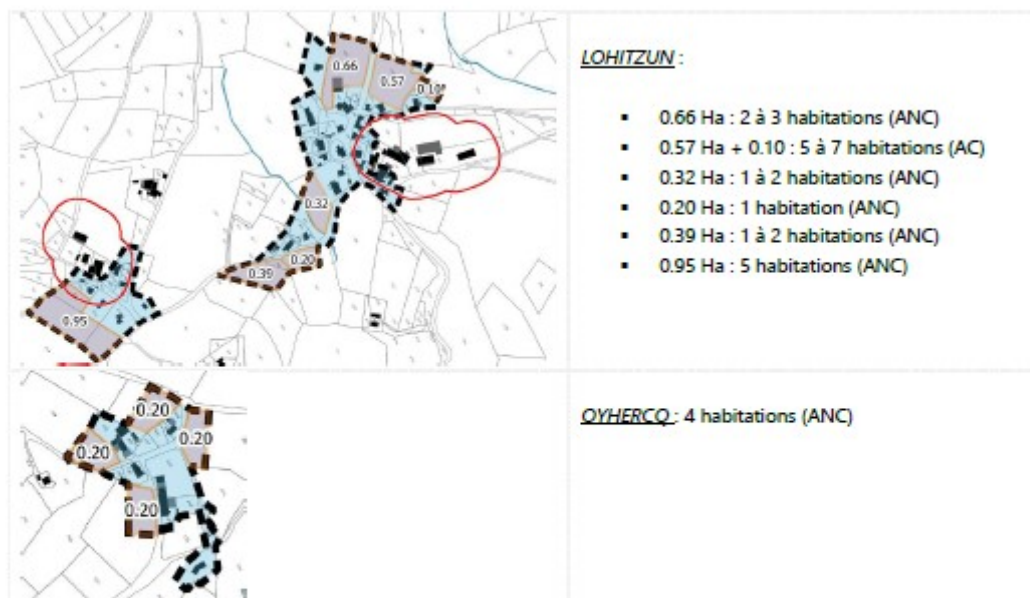 0.66
0.57
0.10
0.32
0.20
0.39
0.95
LOHITZUN :
▪ 0.66 Ha : 2 à 3 habitations (ANC)
▪ 0.57 Ha + 0.10 : 5 à 7 habitations (AC)
▪ 0.32 Ha : 1 à 2 habitations (ANC)
▪ 0.20 Ha : 1 habitation (ANC)
▪ 0.39 Ha : 1 à 2 habitations (ANC)
▪ 0.95 Ha : 5 habitations (ANC)
0.20
0.20
0.20
0.20
OYHERCQ : 4 habitations (ANC)